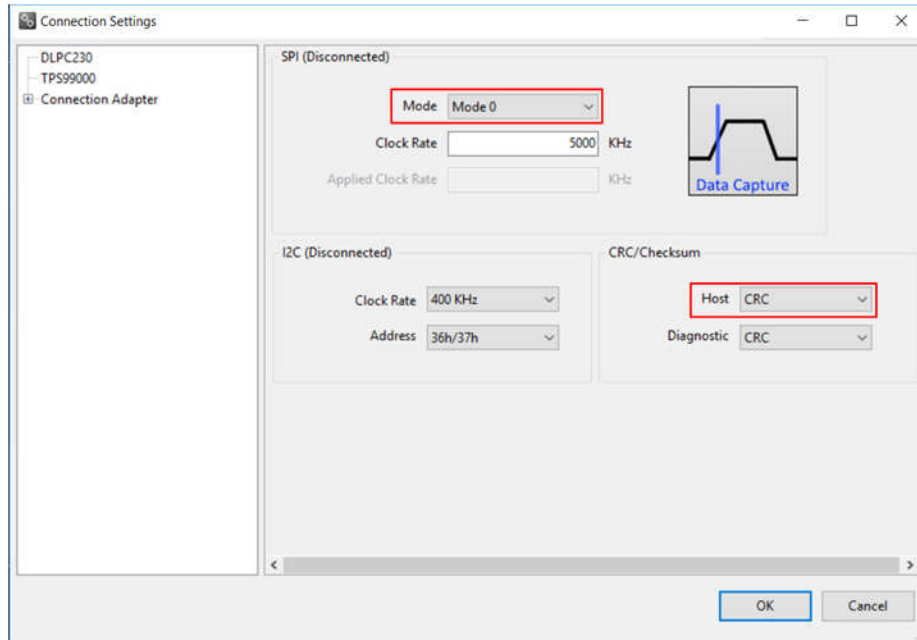 Connection Settings
DLPC230
TPS99000
Connection Adapter
SPI (Disconnected)
Mode Mode 0
Clock Rate 5000 KHz
Applied Clock Rate KHz
Data Capture
I2C (Disconnected)
Clock Rate 400 KHz
Address 36h/37h
CRC/Checksum
Host CRC
Diagnostic CRC
OK Cancel